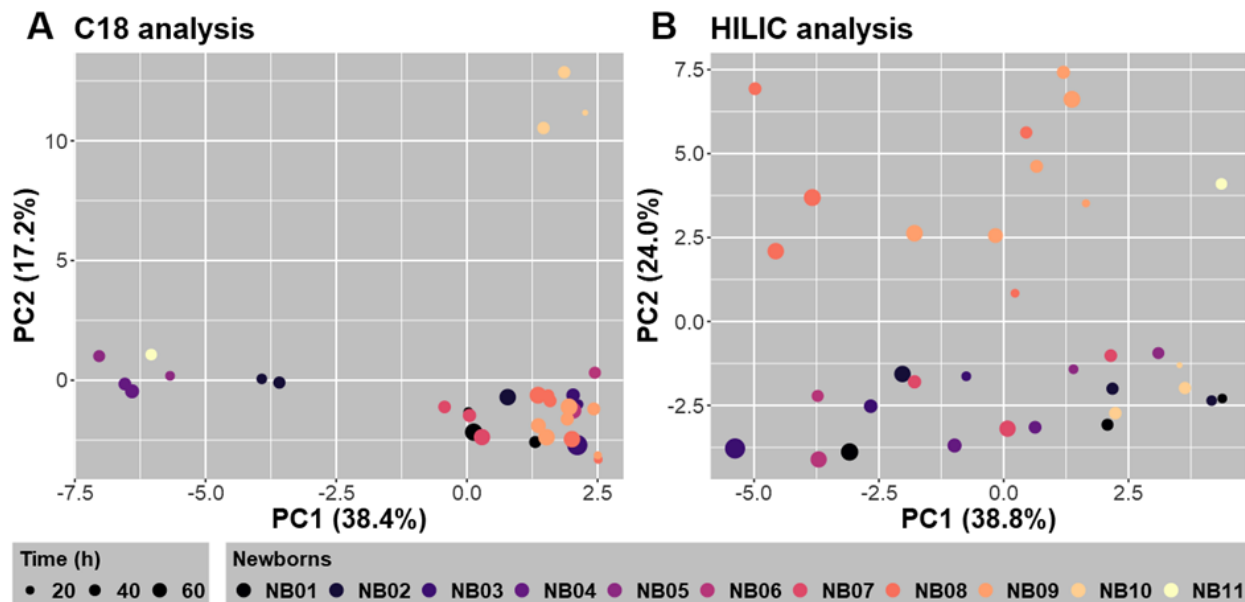 A C18 analysis
B HILIC analysis
PC2 (17.2%)
10
5
0
-7.5 -5.0 -2.5 0.0 2.5
PC1 (38.4%)
PC2 (24.0%)
7.5
5.0
2.5
0.0
-2.5
-5.0 -2.5 0.0 2.5
PC1 (38.8%)
Time (h)
20 40 60
Newborns
NB01 NB02 NB03 NB04 NB05 NB06 NB07 NB08 NB09 NB10 NB11